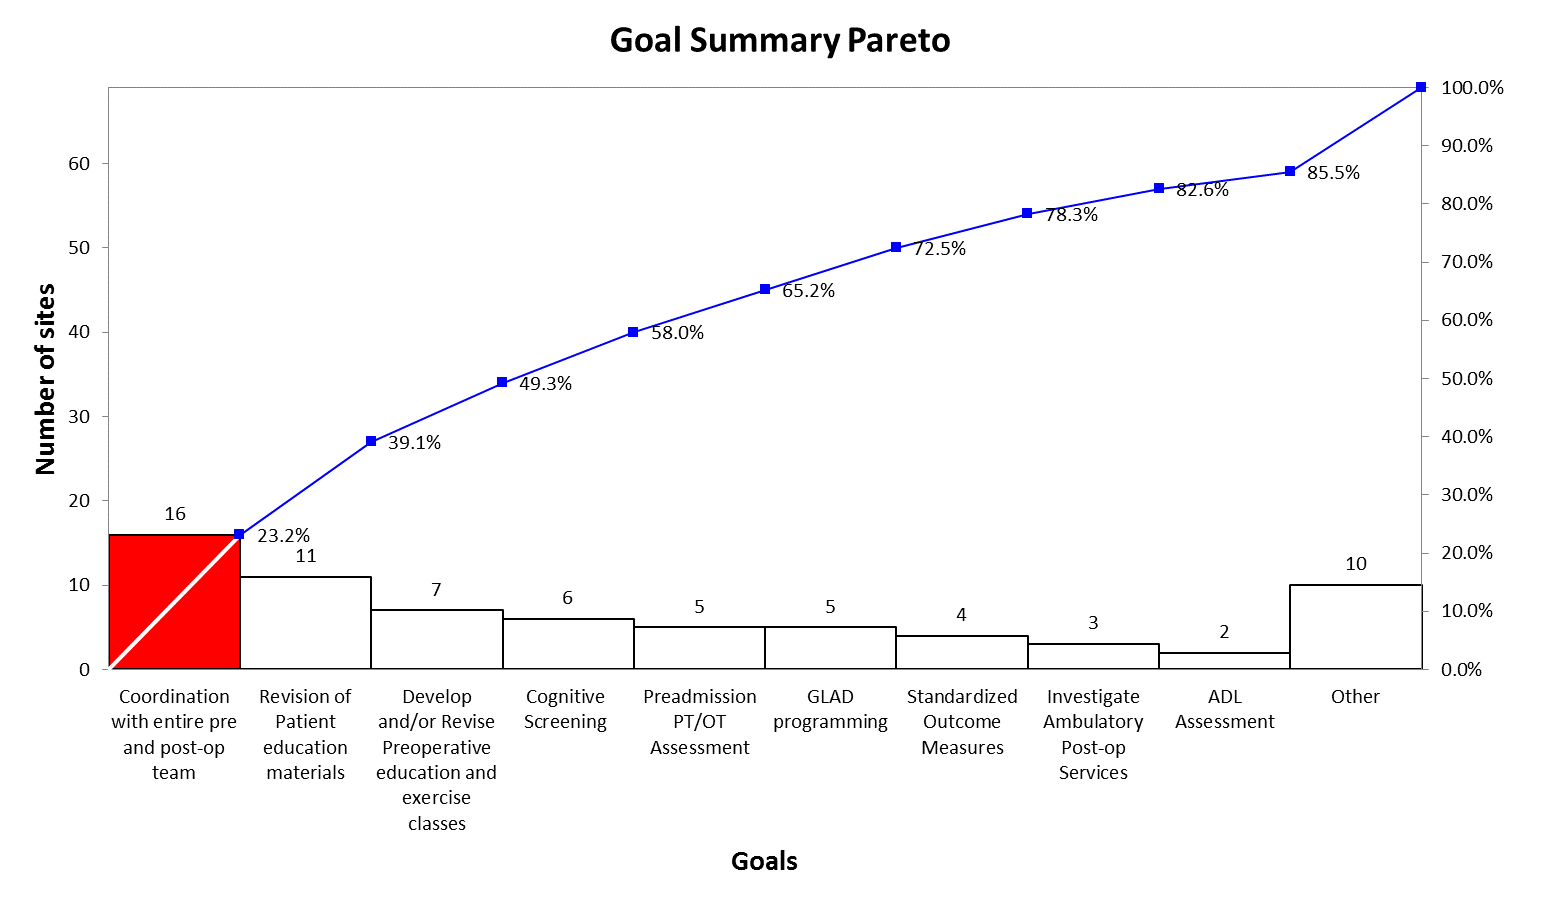 Goal Summary Pareto
100.0%
90.0%
60
85.5%
82.6%
80.0%
78.3%
50
72.5%
70.0%
65.2%
60.0%
40
58.0%
Number of sites
49.3%
50.0%
30
39.1%
40.0%
20
30.0%
16
23.2%
11
20.0%
10
10
7
6
5
5
4
3
2
10.0%
0
0.0%
Coordination
with entire pre
and post-op
team
Revision of
Patient
education
materials
Develop
and/or Revise
Preoperative
education and
exercise
classes
Cognitive
Screening
Preadmission
PT/OT
Assessment
GLAD
programming
Standardized
Outcome
Measures
Investigate
Ambulatory
Post-op
Services
ADL
Assessment
Other
Goals